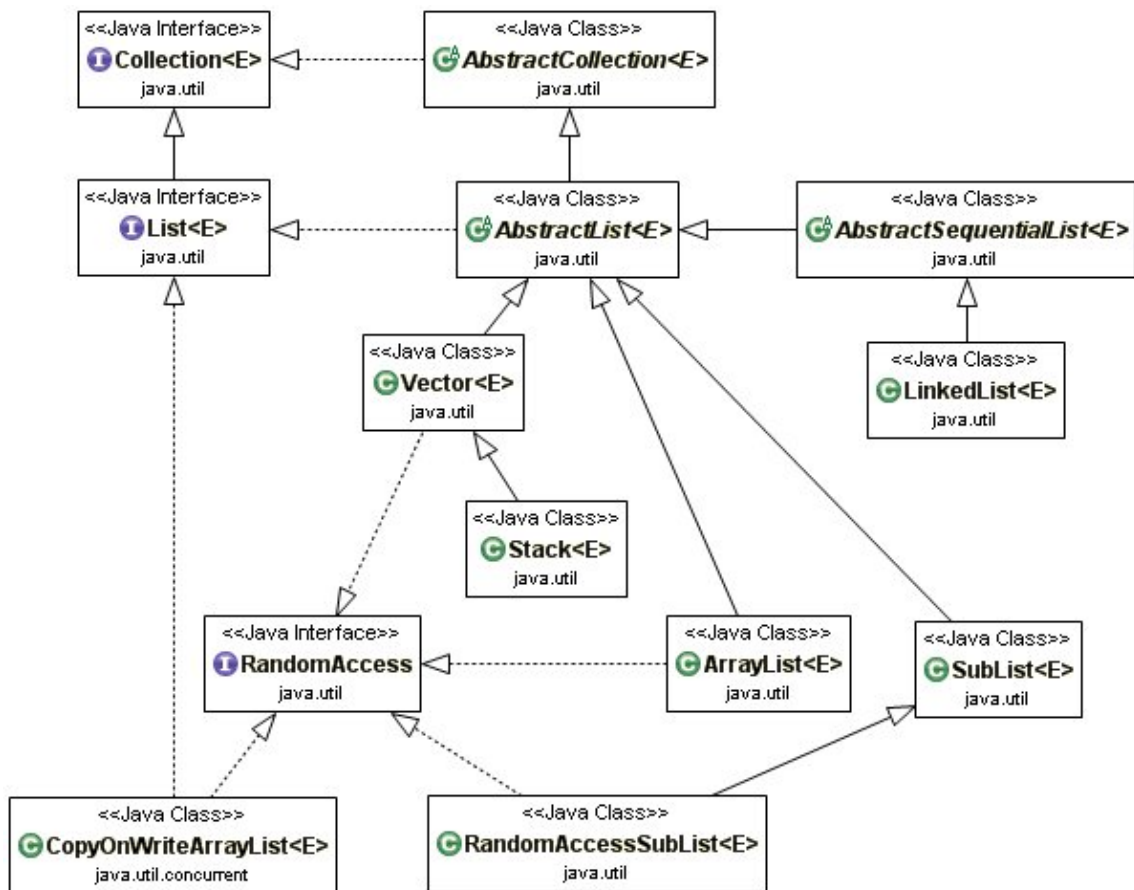 <<Java Interface>>
Collection<E>
java.util
<<Java Class>>
AbstractCollection<E>
java.util
<<Java Interface>>
List<E>
java.util
<<Java Class>>
AbstractList<E>
java.util
<<Java Class>>
AbstractSequentialList<E>
java.util
<<Java Class>>
Vector<E>
java.util
<<Java Class>>
LinkedList<E>
java.util
<<Java Class>>
Stack<E>
java.util
<<Java Interface>>
RandomAccess
java.util
<<Java Class>>
ArrayList<E>
java.util
<<Java Class>>
SubList<E>
java.util
<<Java Class>>
CopyOnWriteArrayList<E>
java.util.concurrent
<<Java Class>>
RandomAccessSubList<E>
java.util